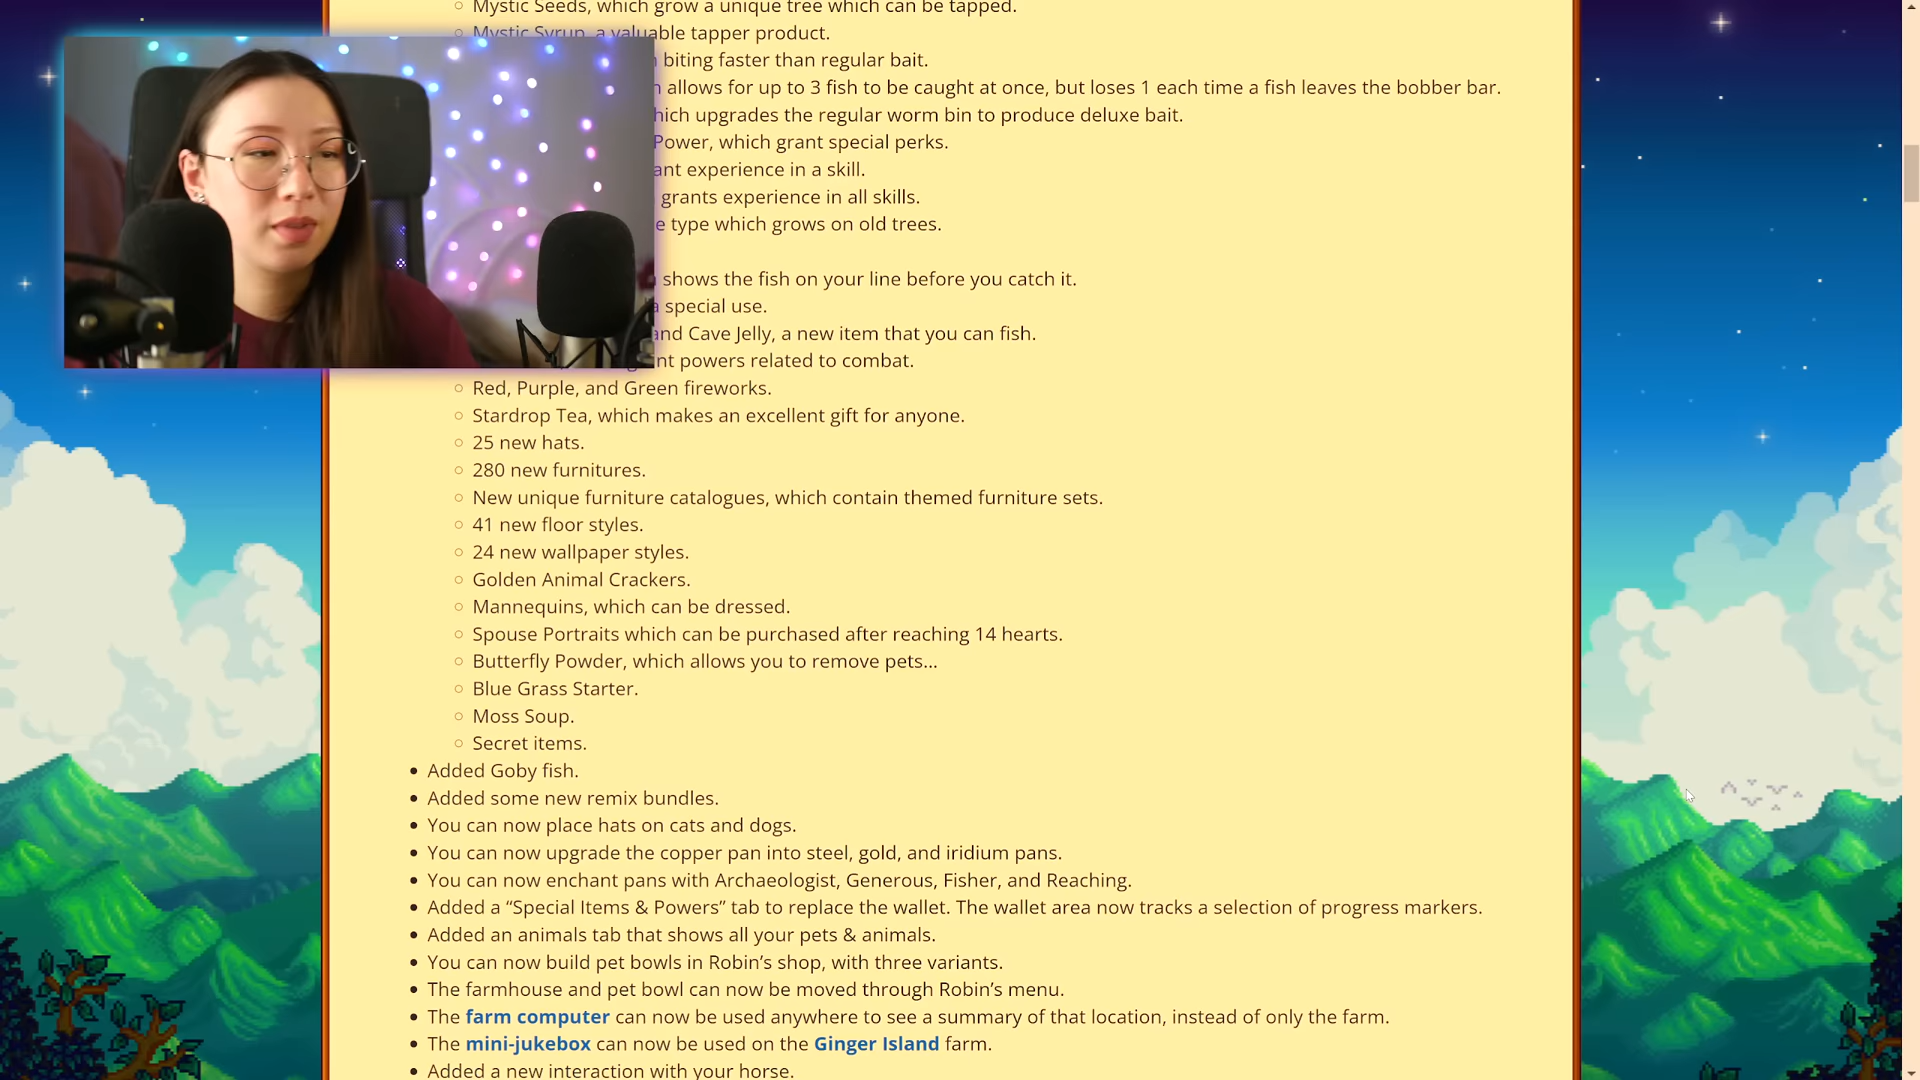 Mystic Seeds, which grow a unique tree which can be tapped.
Mystic Syrup, a valuable tapper product.
biting faster than regular bait.
allows for up to 3 fish to be caught at once, but loses 1 each time a fish leaves the bobber bar.
which upgrades the regular worm bin to produce deluxe bait.
Power, which grant special perks.
experience in a skill.
grants experience in all skills.
type which grows on old trees.
shows the fish on your line before you catch it.
special use.
and Cave Jelly, a new item that you can fish.
powers related to combat.
Red, Purple, and Green fireworks.
Stardrop Tea, which makes an excellent gift for anyone.
25 new hats.
280 new furnitures.
New unique furniture catalogues, which contain themed furniture sets.
41 new floor styles.
24 new wallpaper styles.
Golden Animal Crackers.
Mannequins, which can be dressed.
Spouse Portraits which can be purchased after reaching 14 hearts.
Butterfly Powder, which allows you to remove pets...
Blue Grass Starter.
Moss Soup.
Secret items.
Added Goby fish.
Added some new remix bundles.
You can now place hats on cats and dogs.
You can now upgrade the copper pan into steel, gold, and iridium pans.
You can now enchant pans with Archaeologist, Generous, Fisher, and Reaching.
Added a “Special Items & Powers” tab to replace the wallet. The wallet area now tracks a selection of progress markers.
Added an animals tab that shows all your pets & animals.
You can now build pet bowls in Robin’s shop, with three variants.
The farmhouse and pet bowl can now be moved through Robin’s menu.
The farm computer can now be used anywhere to see a summary of that location, instead of only the farm.
The mini-jukebox can now be used on the Ginger Island farm.
Added a new interaction with your horse.